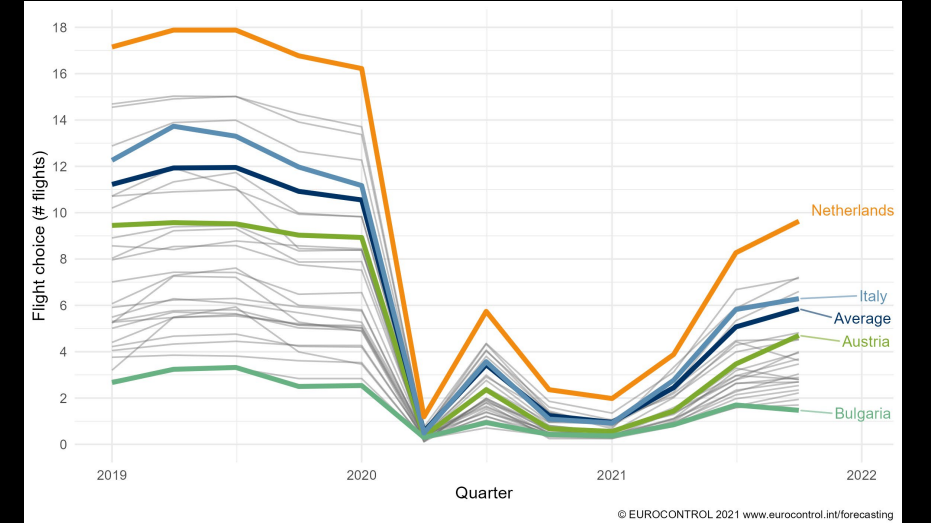 18
16
14
12
10
8
6
4
2
0
Flight choice (# flights)
Netherlands
Italy
Average
Austria
Bulgaria
2019 2020 2021 2022
Quarter
© EUROCONTROL 2021 www.eurocontrol.int/forecasting